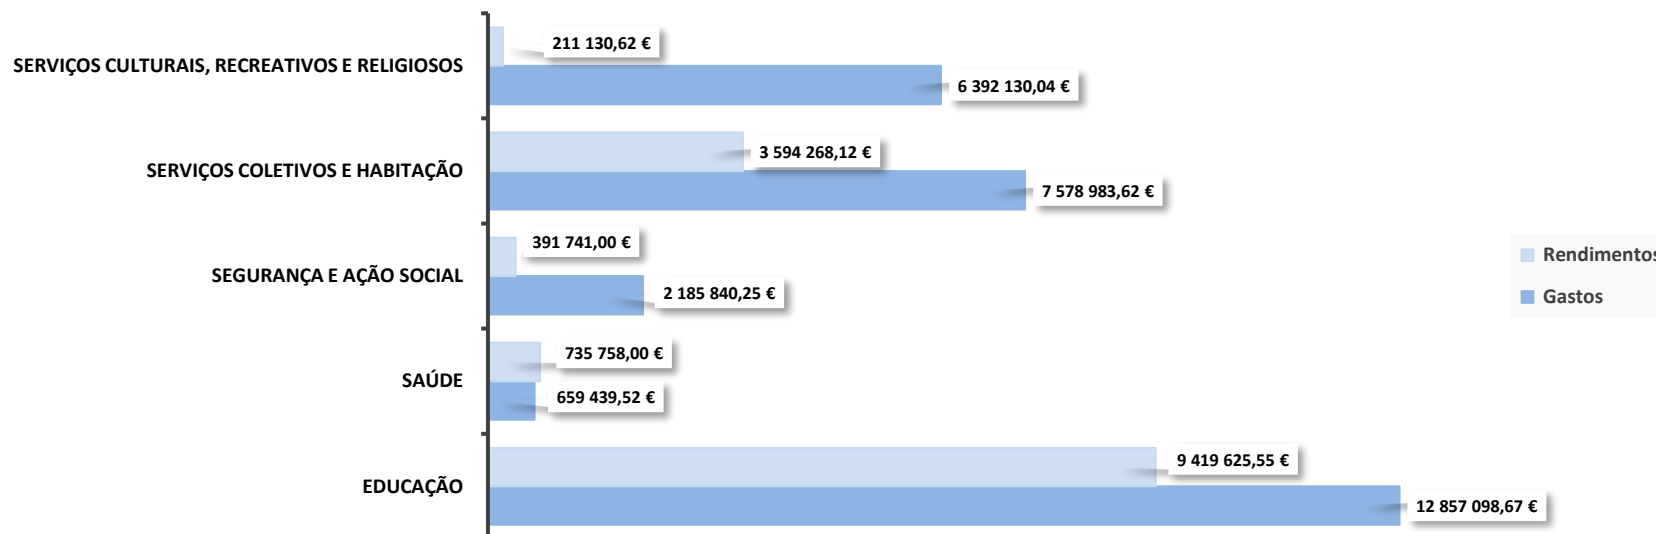 211 130,62 €
SERVIÇOS CULTURAIS, RECREATIVOS E RELIGIOSOS
6 392 130,04 €
3 594 268,12 €
SERVIÇOS COLETIVOS E HABITAÇÃO
7 578 983,62 €
391 741,00 €
SEGURANÇA E AÇÃO SOCIAL
2 185 840,25 €
Rendimentos
Gastos
735 758,00 €
SAÚDE
659 439,52 €
9 419 625,55 €
EDUCAÇÃO
12 857 098,67 €